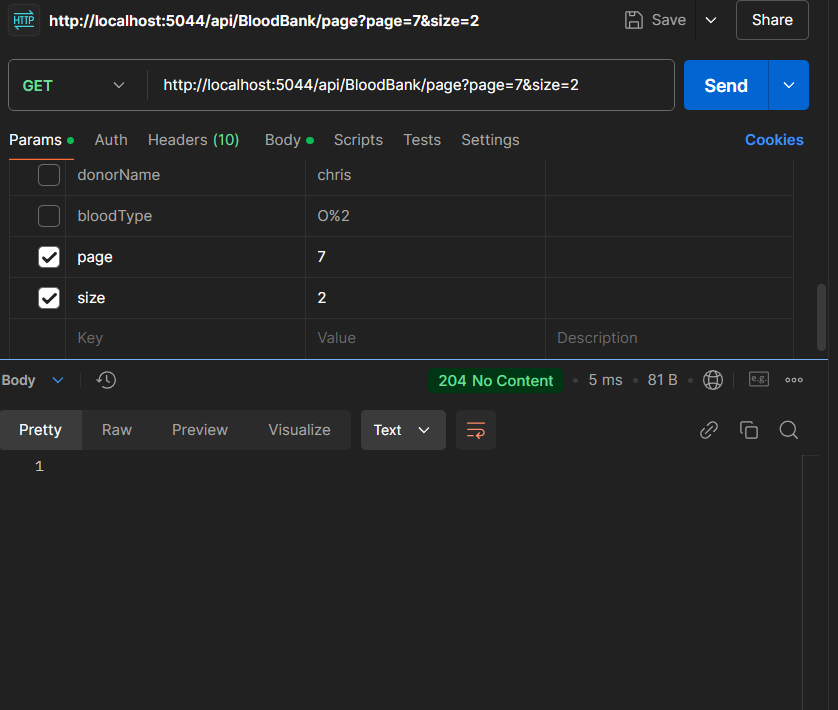 HTTP http://localhost:5044/api/BloodBank/page?page=7&size=2 Save Share
GET http://localhost:5044/api/BloodBank/page?page=7&size=2 Send
Params Auth Headers (10) Body Scripts Tests Settings Cookies
donorName chris
bloodType O%2
page 7
size 2
Key Value Description
Body 204 No Content 5 ms 81 B e.g.
Pretty Raw Preview Visualize Text
1